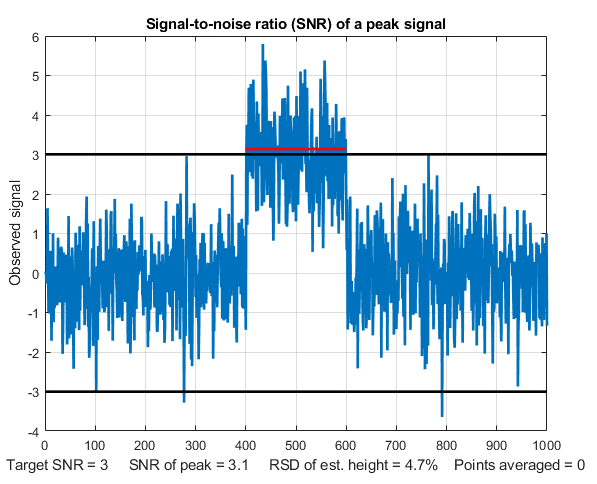 Signal-to-noise ratio (SNR) of a peak signal
6
5
4
3
2
1
0
-1
-2
-3
-4
Observed signal
0 100 200 300 400 500 600 700 800 900 1000
Target SNR = 3 SNR of peak = 3.1 RSD of est. height = 4.7% Points averaged = 0